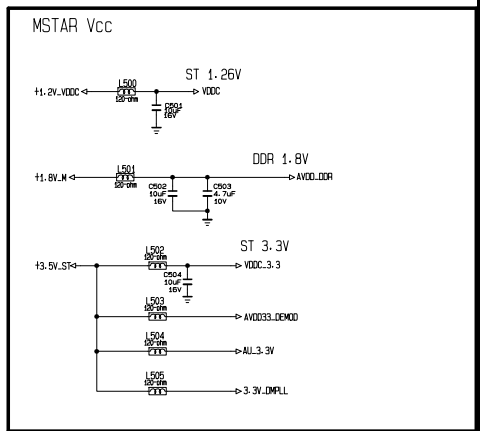 MSTAR Vcc
ST 1.26V
L500
+1.2V_VDDC
VDDC
120-ohm
C501
10uF
16V
DDR 1.8V
L501
+1.8V_M
AVDD_DDR
120-ohm
C502
10uF
16V
C503
4.7uF
10V
ST 3.3V
L502
120-ohm
+3.5V_ST
VDDC_3.3
C504
10uF
16V
L503
120-ohm
AVDD33_DEMOD
L504
120-ohm
AU_3.3V
L505
120-ohm
3.3V_DMPLL